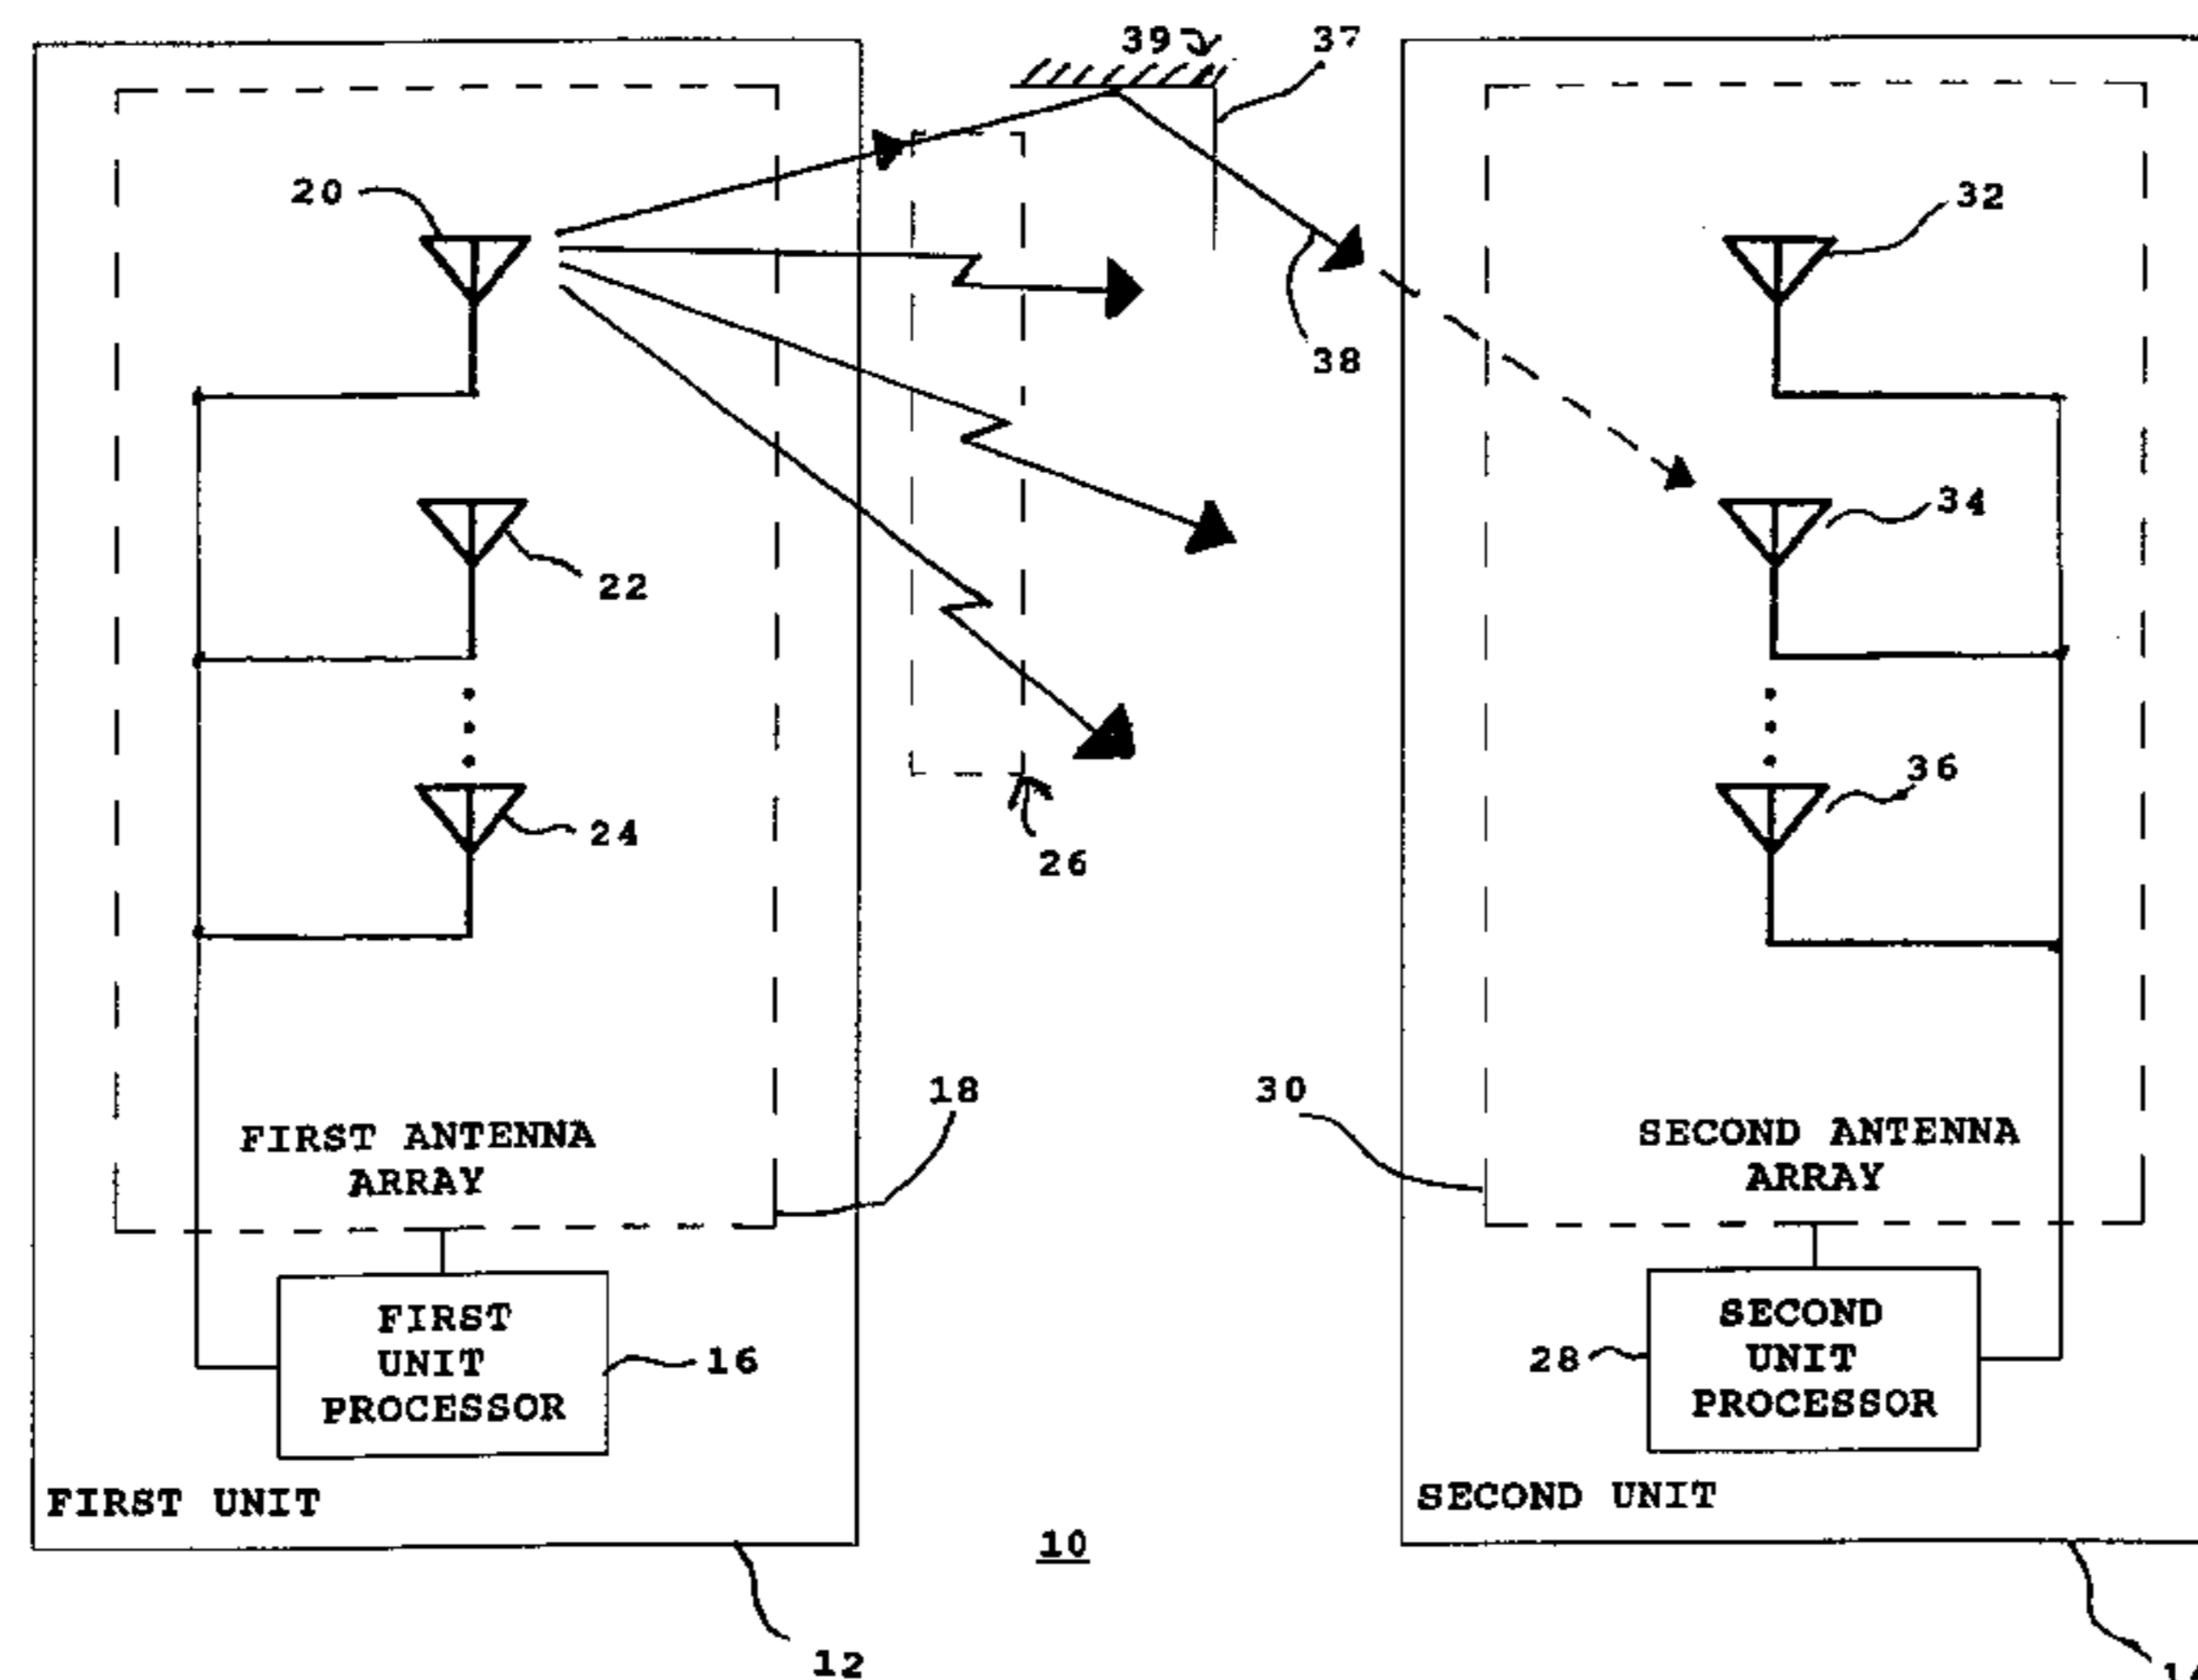 39
37
20
32
38
34
22
36
24
26
18
30
FIRST ANTENNA
ARRAY
SECOND ANTENNA
ARRAY
FIRST
UNIT
PROCESSOR
16
SECOND
UNIT
PROCESSOR
28
FIRST UNIT
SECOND UNIT
10
12